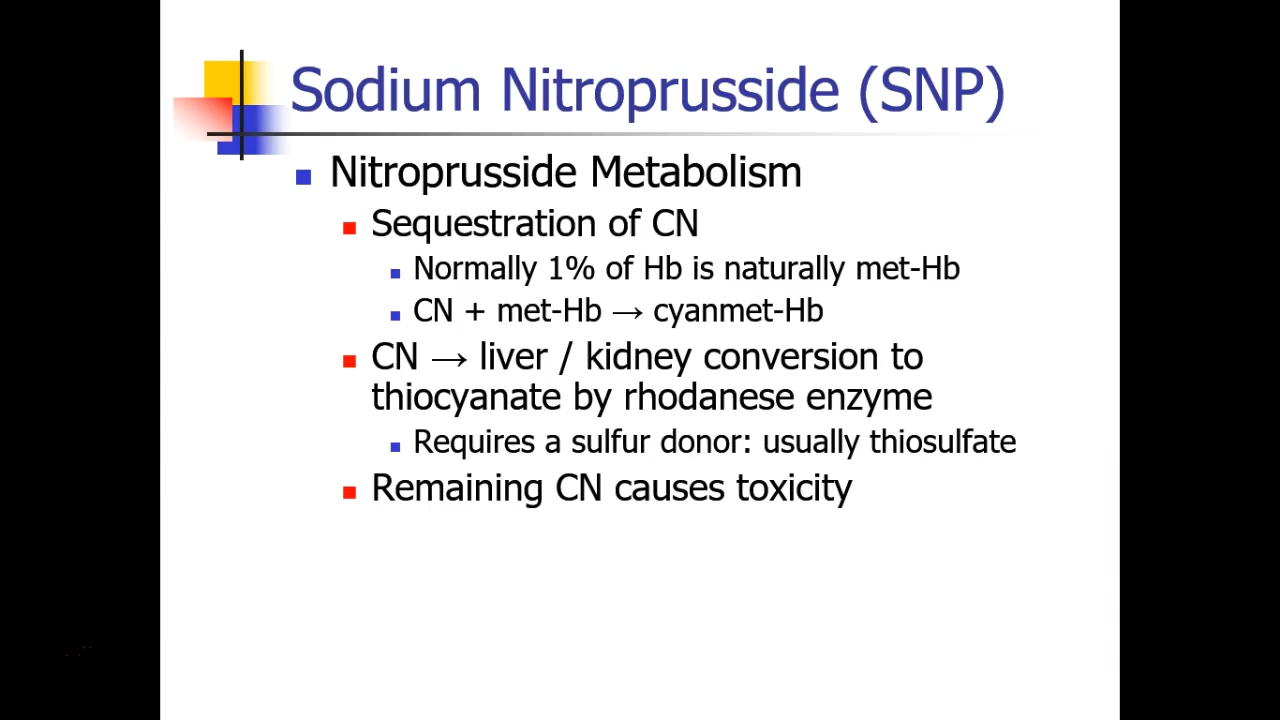 Sodium Nitroprusside (SNP)
Nitroprusside Metabolism
Sequestration of CN
Normally 1% of Hb is naturally met-Hb
CN + met-Hb → cyanmet-Hb
CN → liver / kidney conversion to
thiocyanate by rhodanese enzyme
Requires a sulfur donor: usually thiosulfate
Remaining CN causes toxicity